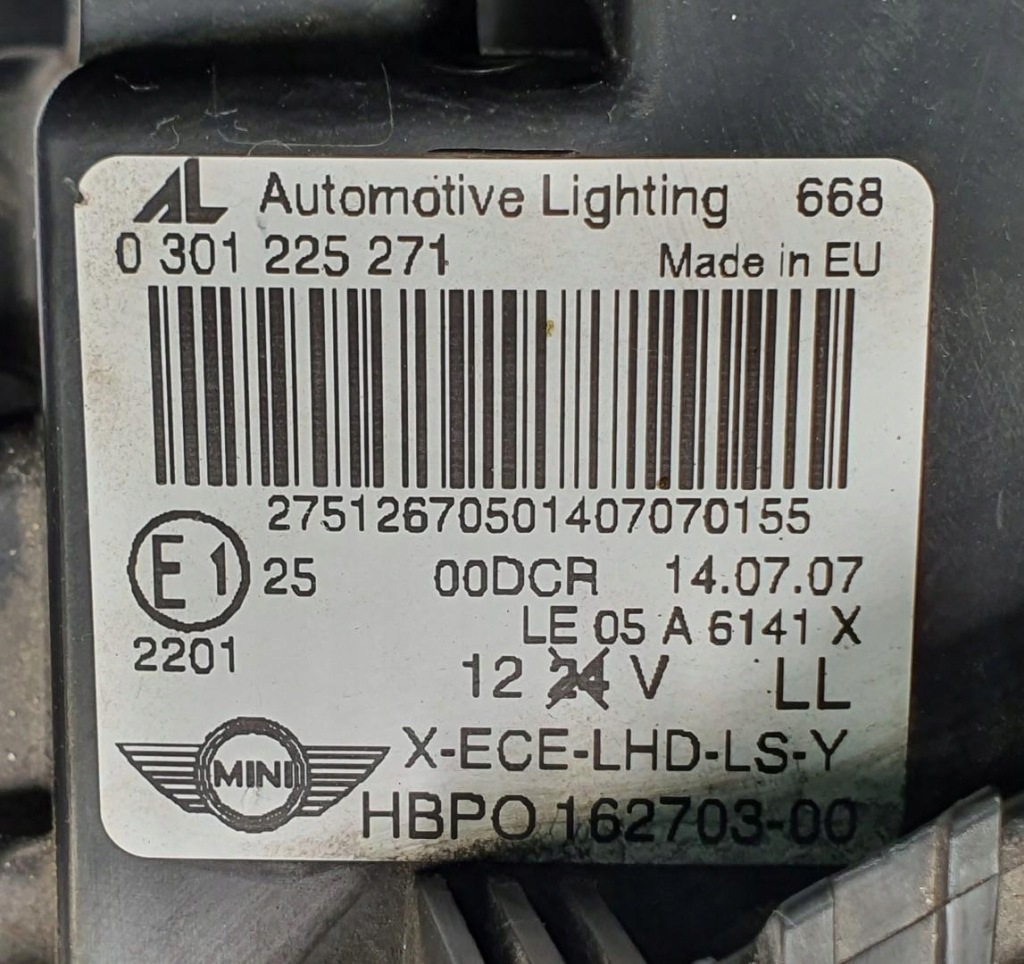 AL Automotive Lighting 668
0 301 225 271 Made in EU
27512670501407070155
E1 25 00DCR 14.07.07
LE 05 A 6141 X
2201
12 24 V LL
X-ECE-LHD-LS-Y
MINI
HBPO 162703-00